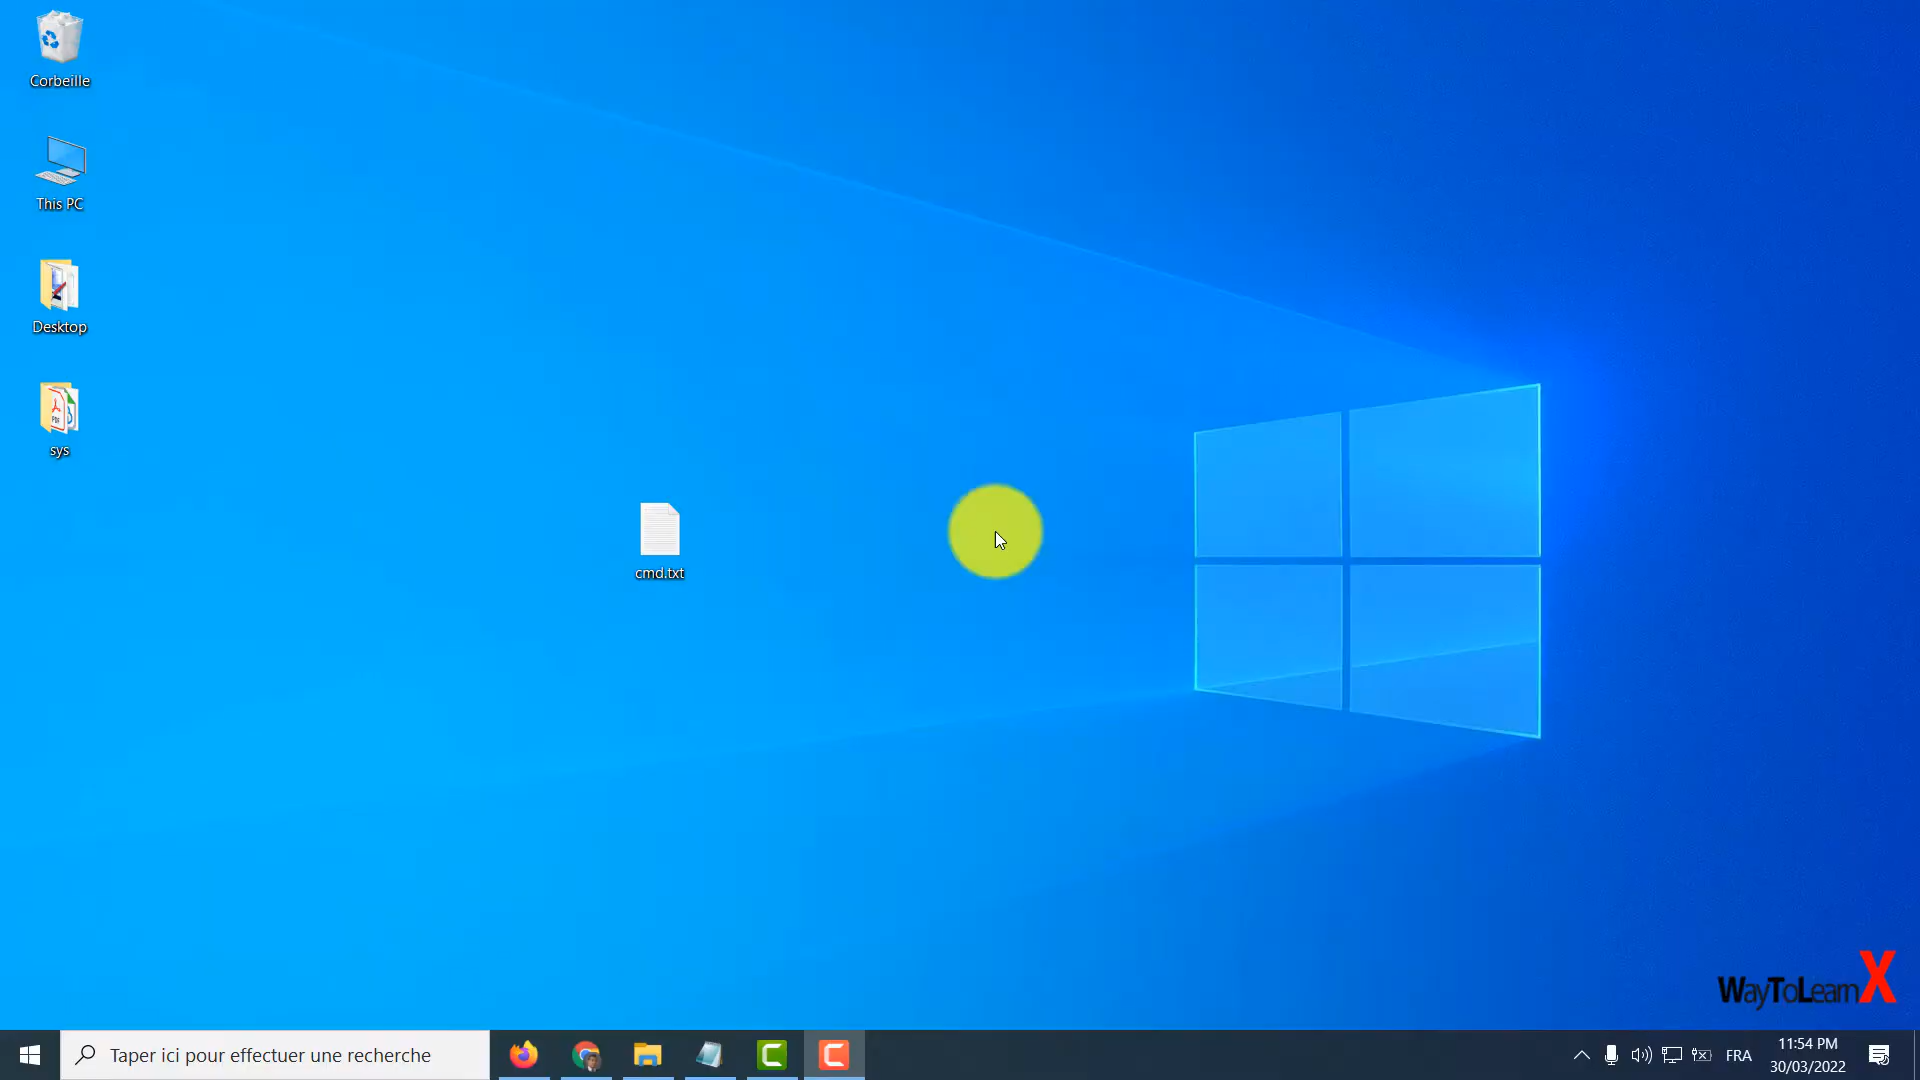 Corbeille
This PC
Desktop
PDF
sys
cmd.txt
WayToLearnX
Taper ici pour effectuer une recherche
FRA
11:54 PM
30/03/2022